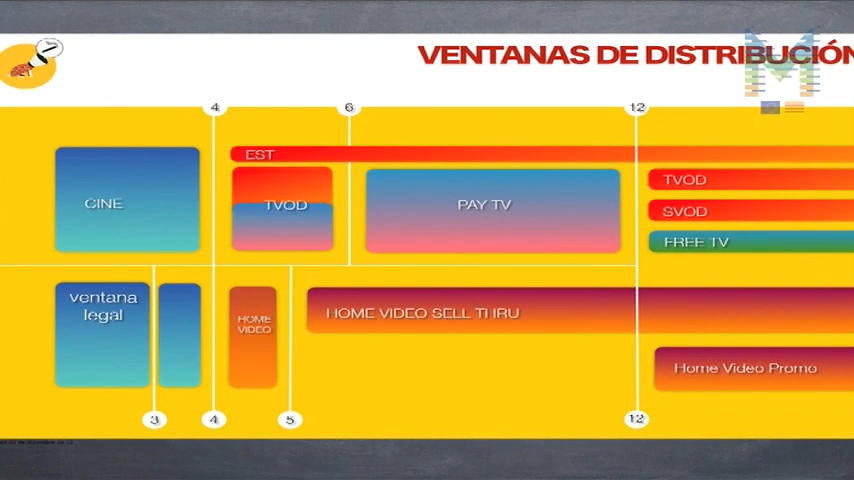 VENTANAS DE DISTRIBUCIÓN
4
6
12
EST
CINE
TVOD
PAY TV
TVOD
SVOD
FREE TV
ventana
legal
HOME
VIDEO
HOME VIDEO SELL THRU
Home Video Promo
3
4
5
12